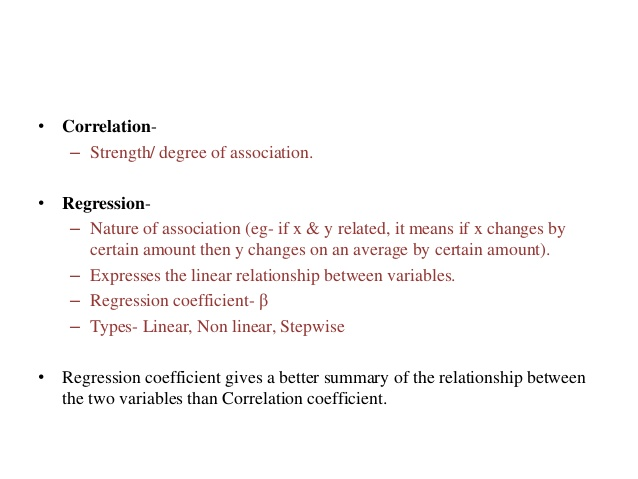 • Correlation-
– Strength/ degree of association.
• Regression-
– Nature of association (eg- if x & y related, it means if x changes by
certain amount then y changes on an average by certain amount).
– Expresses the linear relationship between variables.
– Regression coefficient- β
– Types- Linear, Non linear, Stepwise
• Regression coefficient gives a better summary of the relationship between
the two variables than Correlation coefficient.